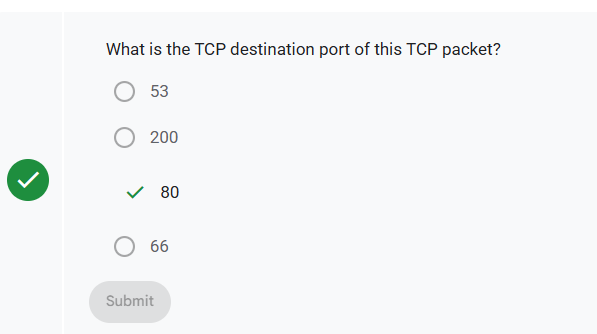 What is the TCP destination port of this TCP packet?
53
200
80
66
Submit